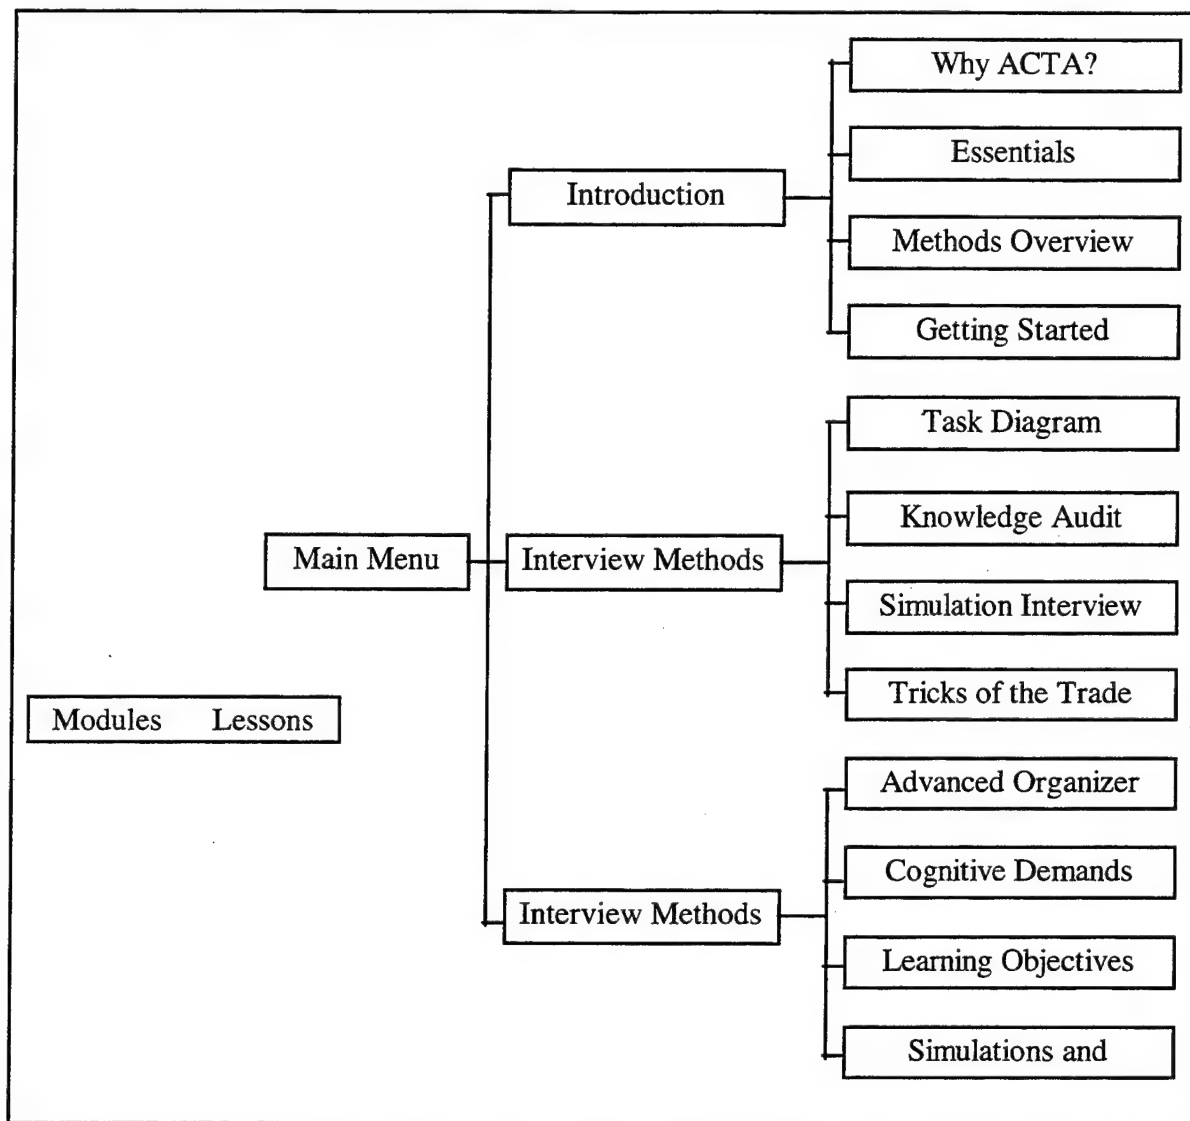 Why ACTA?
Essentials
Introduction
Methods Overview
Getting Started
Task Diagram
Knowledge Audit
Main Menu
Interview Methods
Simulation Interview
Tricks of the Trade
Modules Lessons
Advanced Organizer
Cognitive Demands
Interview Methods
Learning Objectives
Simulations and